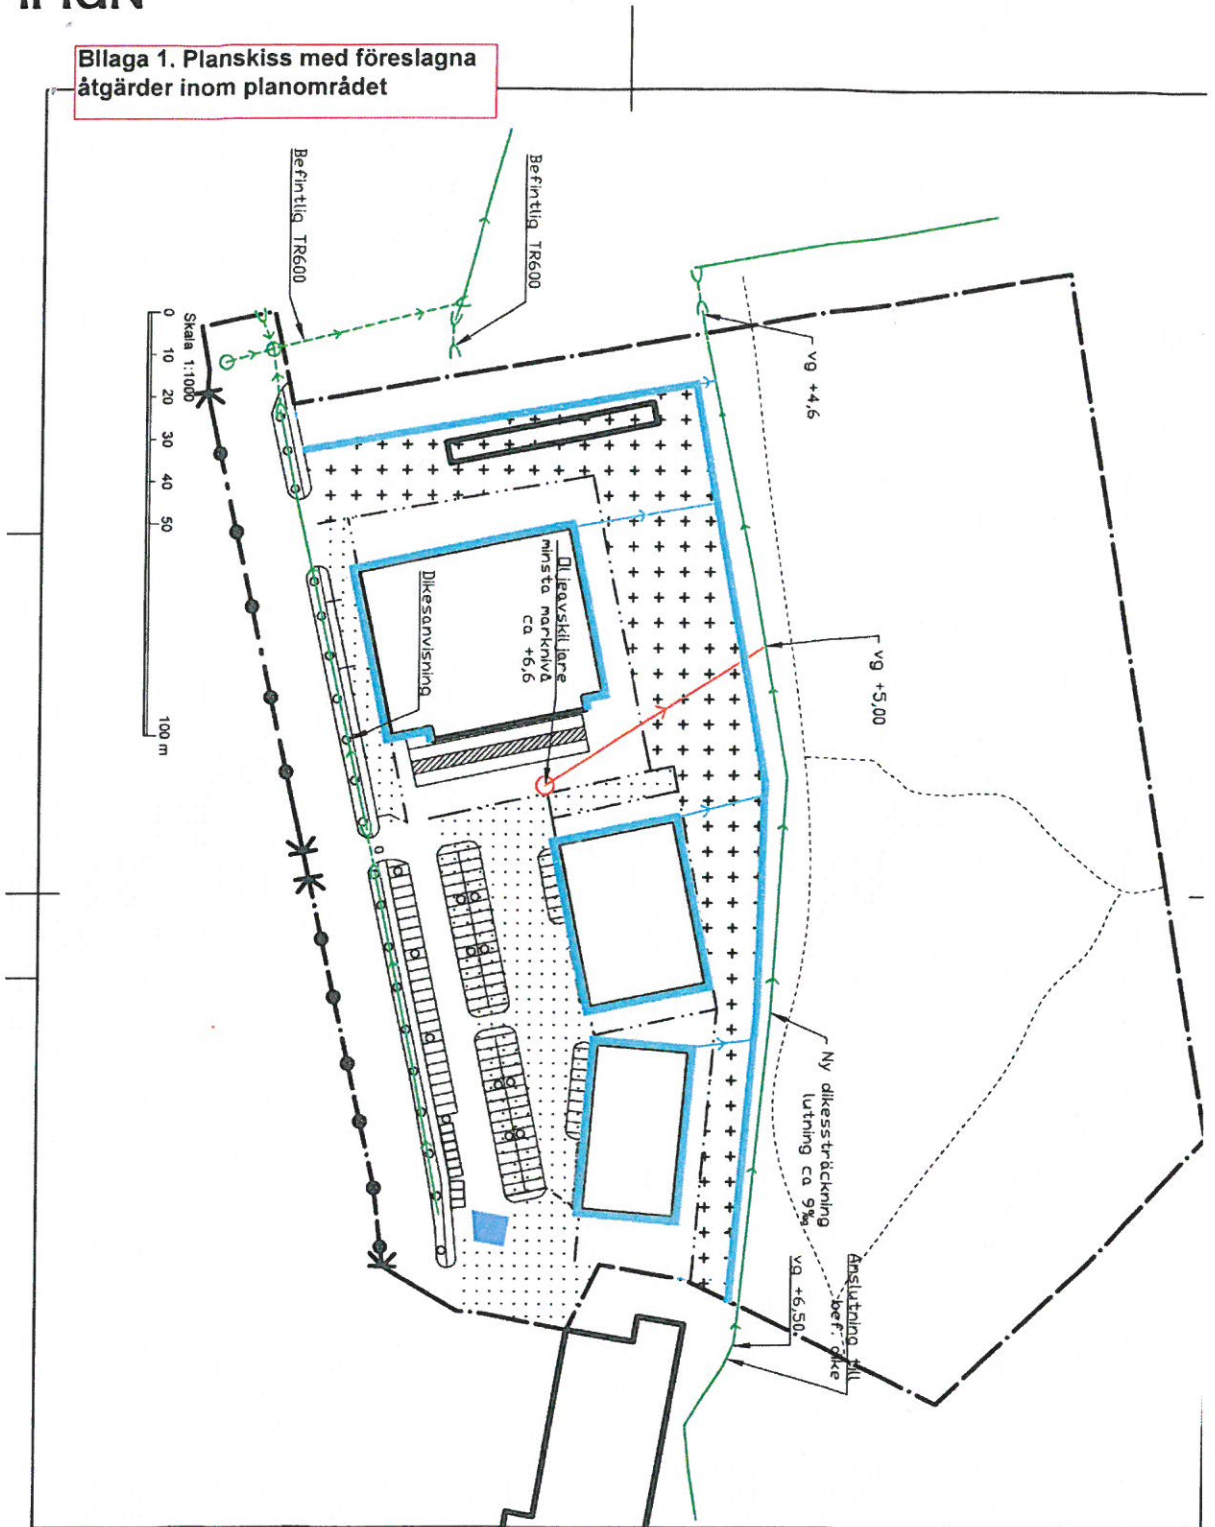 Bilaga 1. Planskiss med föreslagna
åtgärder inom planområdet
Befintlig TR600
Befintlig TR600
Skala 1:1000
0
10
20
30
40
50
100 m
vg +4,6
vg +5,00
Oljeavskiljare
minsta marknivå
ca +6,6
Dikesanvisning
Ny dikessträckning
lutning ca 9‰
Anslutning till
bef. dike
vg +6,50